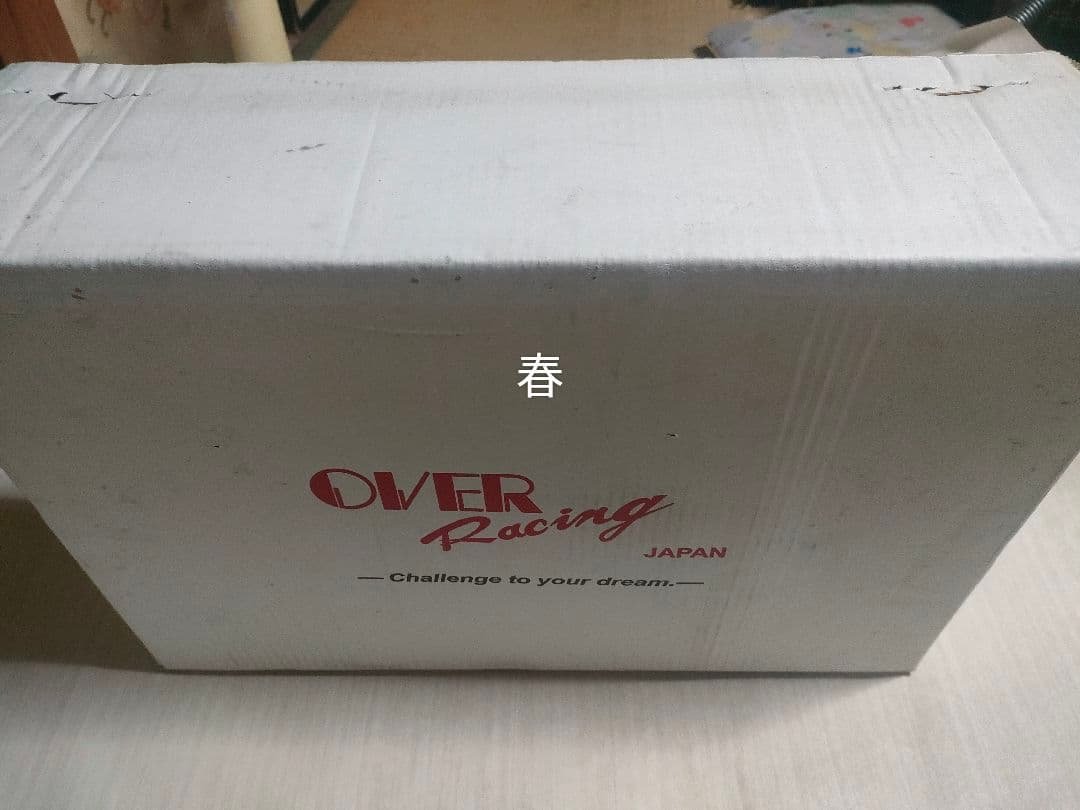 春
OVER
Racing
JAPAN
— Challenge to your dream. —